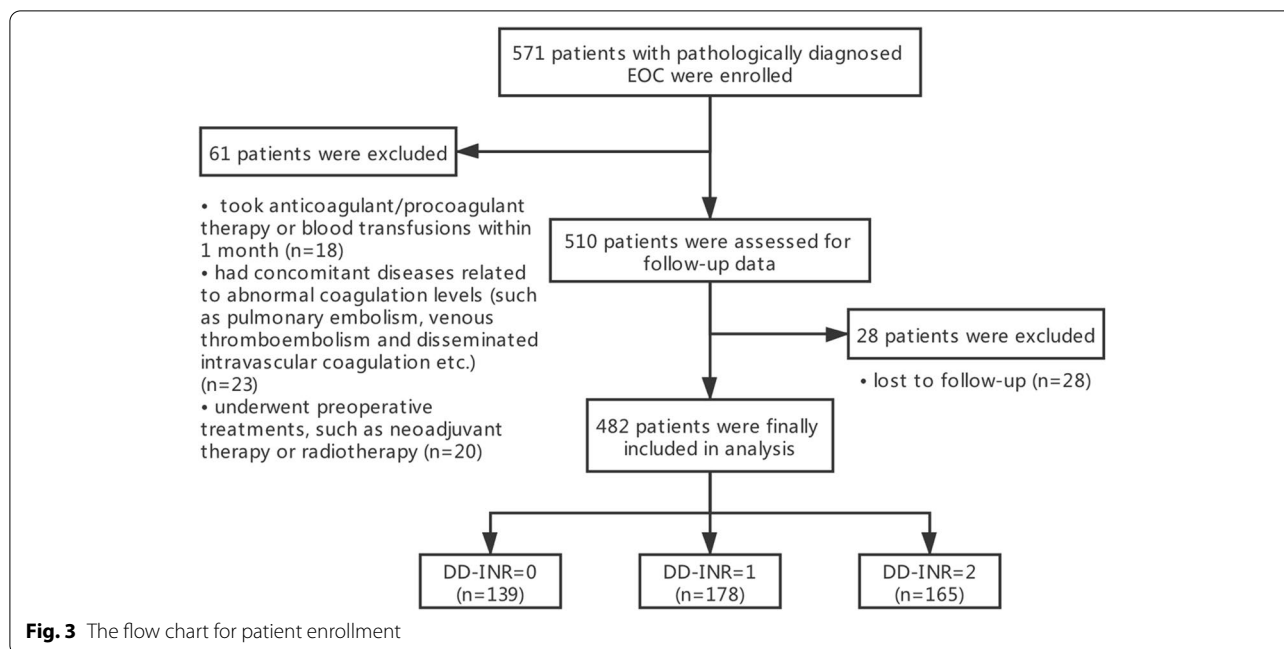 571 patients with pathologically diagnosed
EOC were enrolled
61 patients were excluded
• took anticoagulant/procoagulant
therapy or blood transfusions within
1 month (n=18)
• had concomitant diseases related
to abnormal coagulation levels (such
as pulmonary embolism, venous
thromboembolism and disseminated
intravascular coagulation etc.)
(n=23)
• underwent preoperative
treatments, such as neoadjuvant
therapy or radiotherapy (n=20)
510 patients were assessed for
follow-up data
28 patients were excluded
• lost to follow-up (n=28)
482 patients were finally
included in analysis
DD-INR=0
(n=139)
DD-INR=1
(n=178)
DD-INR=2
(n=165)
Fig. 3 The flow chart for patient enrollment